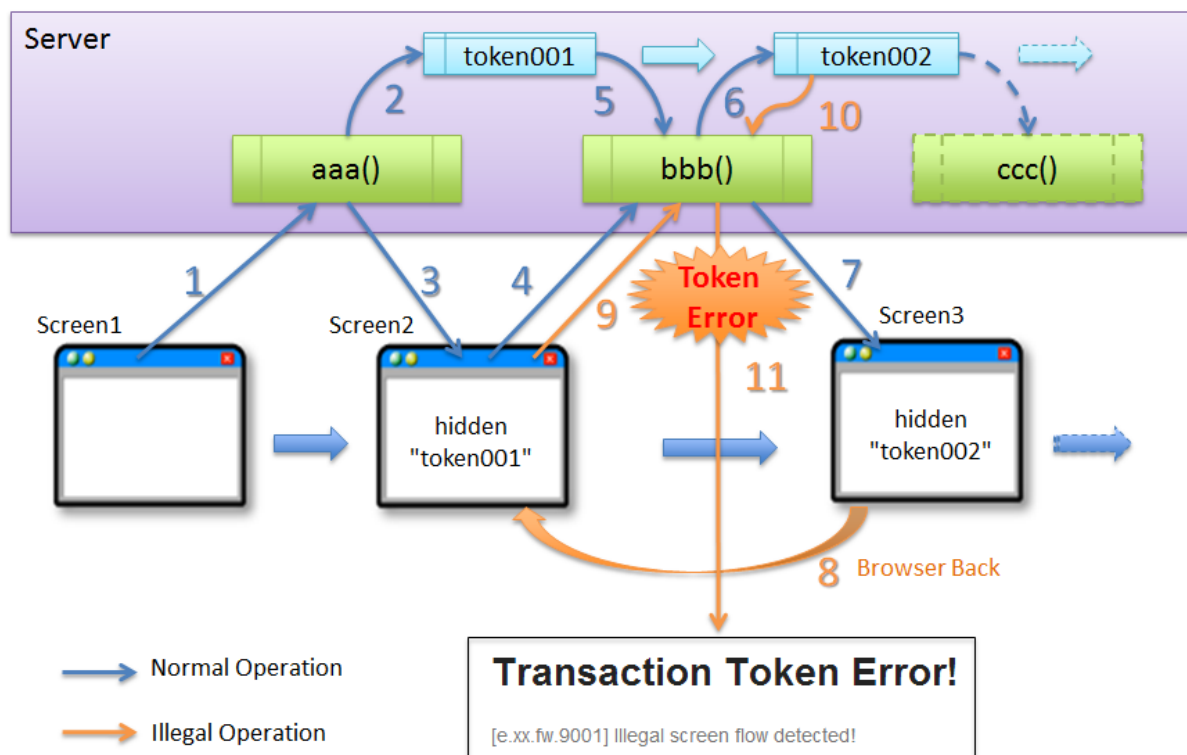 Server
token001
token002
2
5
6
10
aaa()
bbb()
ccc()
1
3
4
9
Token
Error
7
Screen1
Screen2
Screen3
11
hidden
"token001"
hidden
"token002"
8
Browser Back
Normal Operation
Illegal Operation
Transaction Token Error!
[e.xx.fw.9001] Illegal screen flow detected!